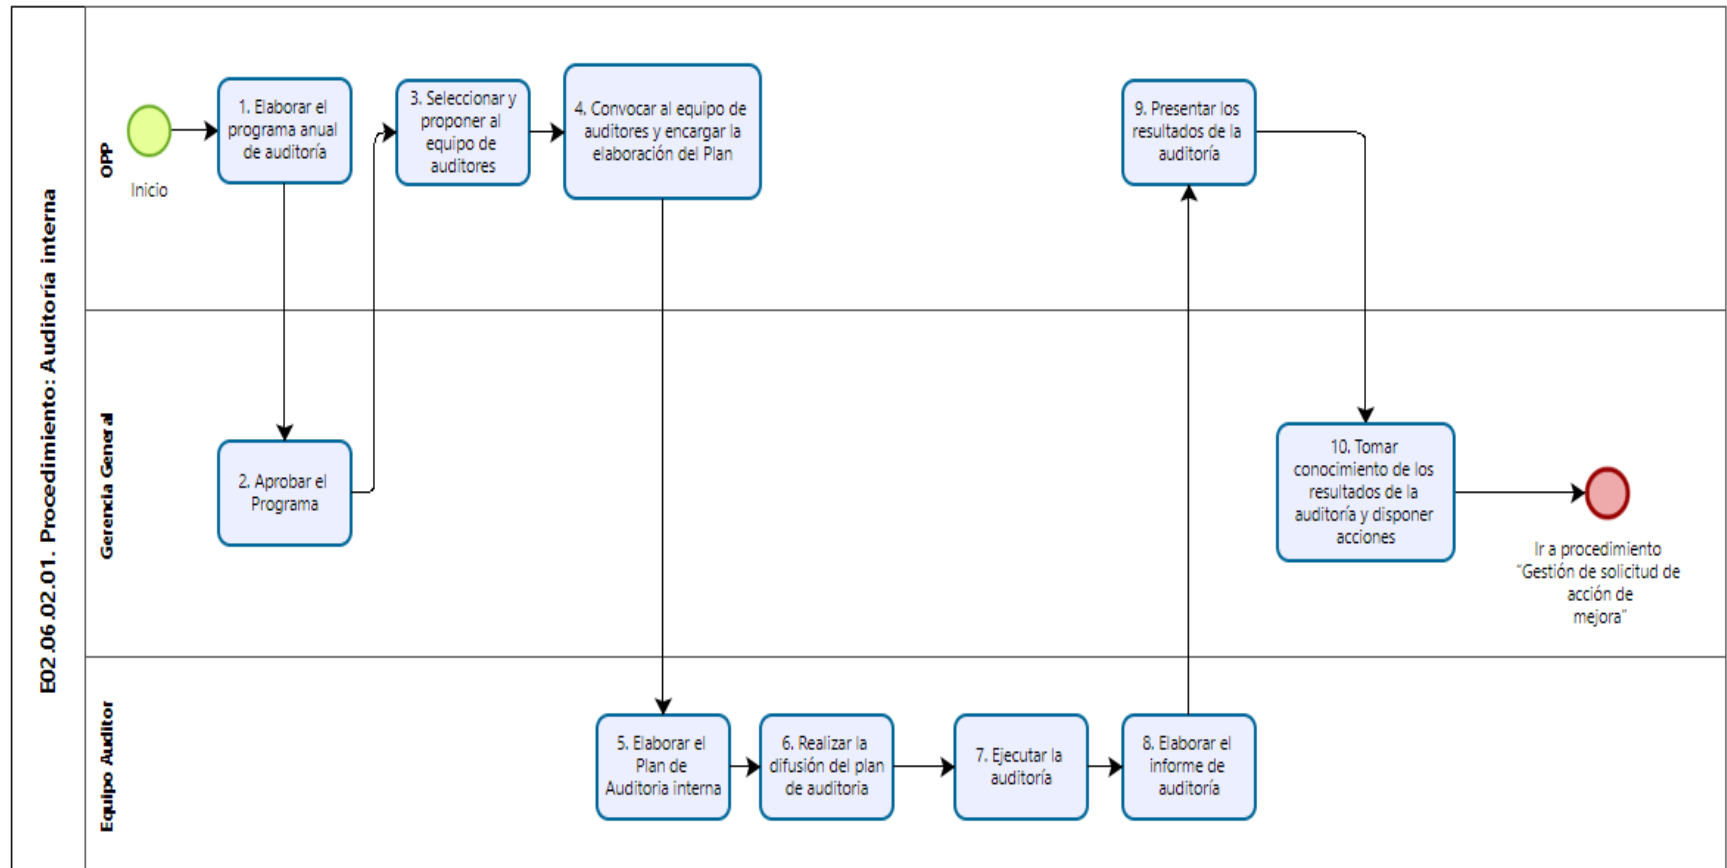 E02.06.02.01. Procedimiento: Auditoría interna
OPP
Inicio
1. Elaborar el
programa anual
de auditoría
3. Seleccionar y
proponer al
equipo de
auditores
4. Convocar al equipo de
auditores y encargar la
elaboración del Plan
9. Presentar los
resultados de la
auditoría
Gerencia General
2. Aprobar el
Programa
10. Tomar
conocimiento de los
resultados de la
auditoría y disponer
acciones
Ir a procedimiento
“Gestión de solicitud de
acción de
mejora”
Equipo Auditor
5. Elaborar el
Plan de
Auditoria interna
6. Realizar la
difusión del plan
de auditoria
7. Ejecutar la
auditoría
8. Elaborar el
informe de
auditoría